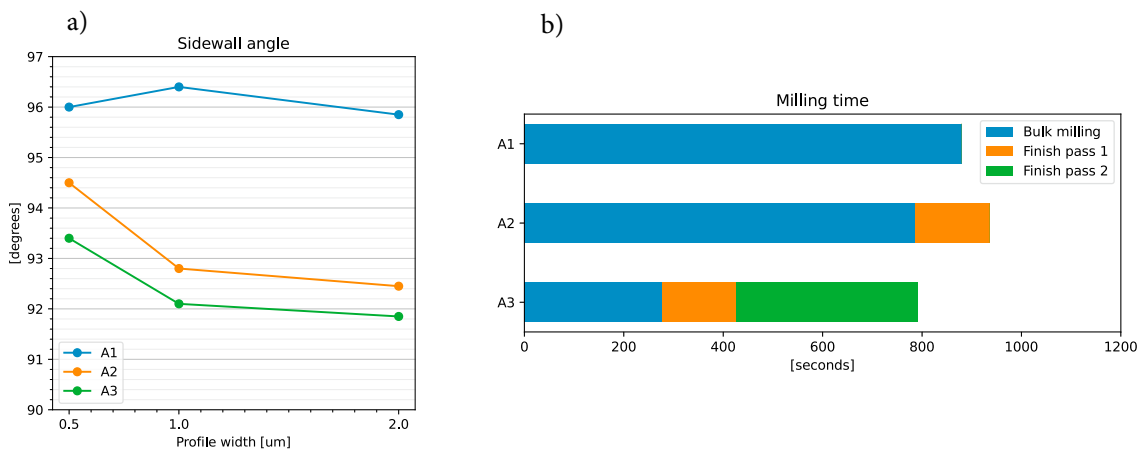 a)
Sidewall angle
97
96
95
94
93
92
91
90
[degrees]
A1
A2
A3
0.5
1.0
2.0
Profile width [um]
b)
Milling time
A1
A2
A3
Bulk milling
Finish pass 1
Finish pass 2
0
200
400
600
800
1000
1200
[seconds]